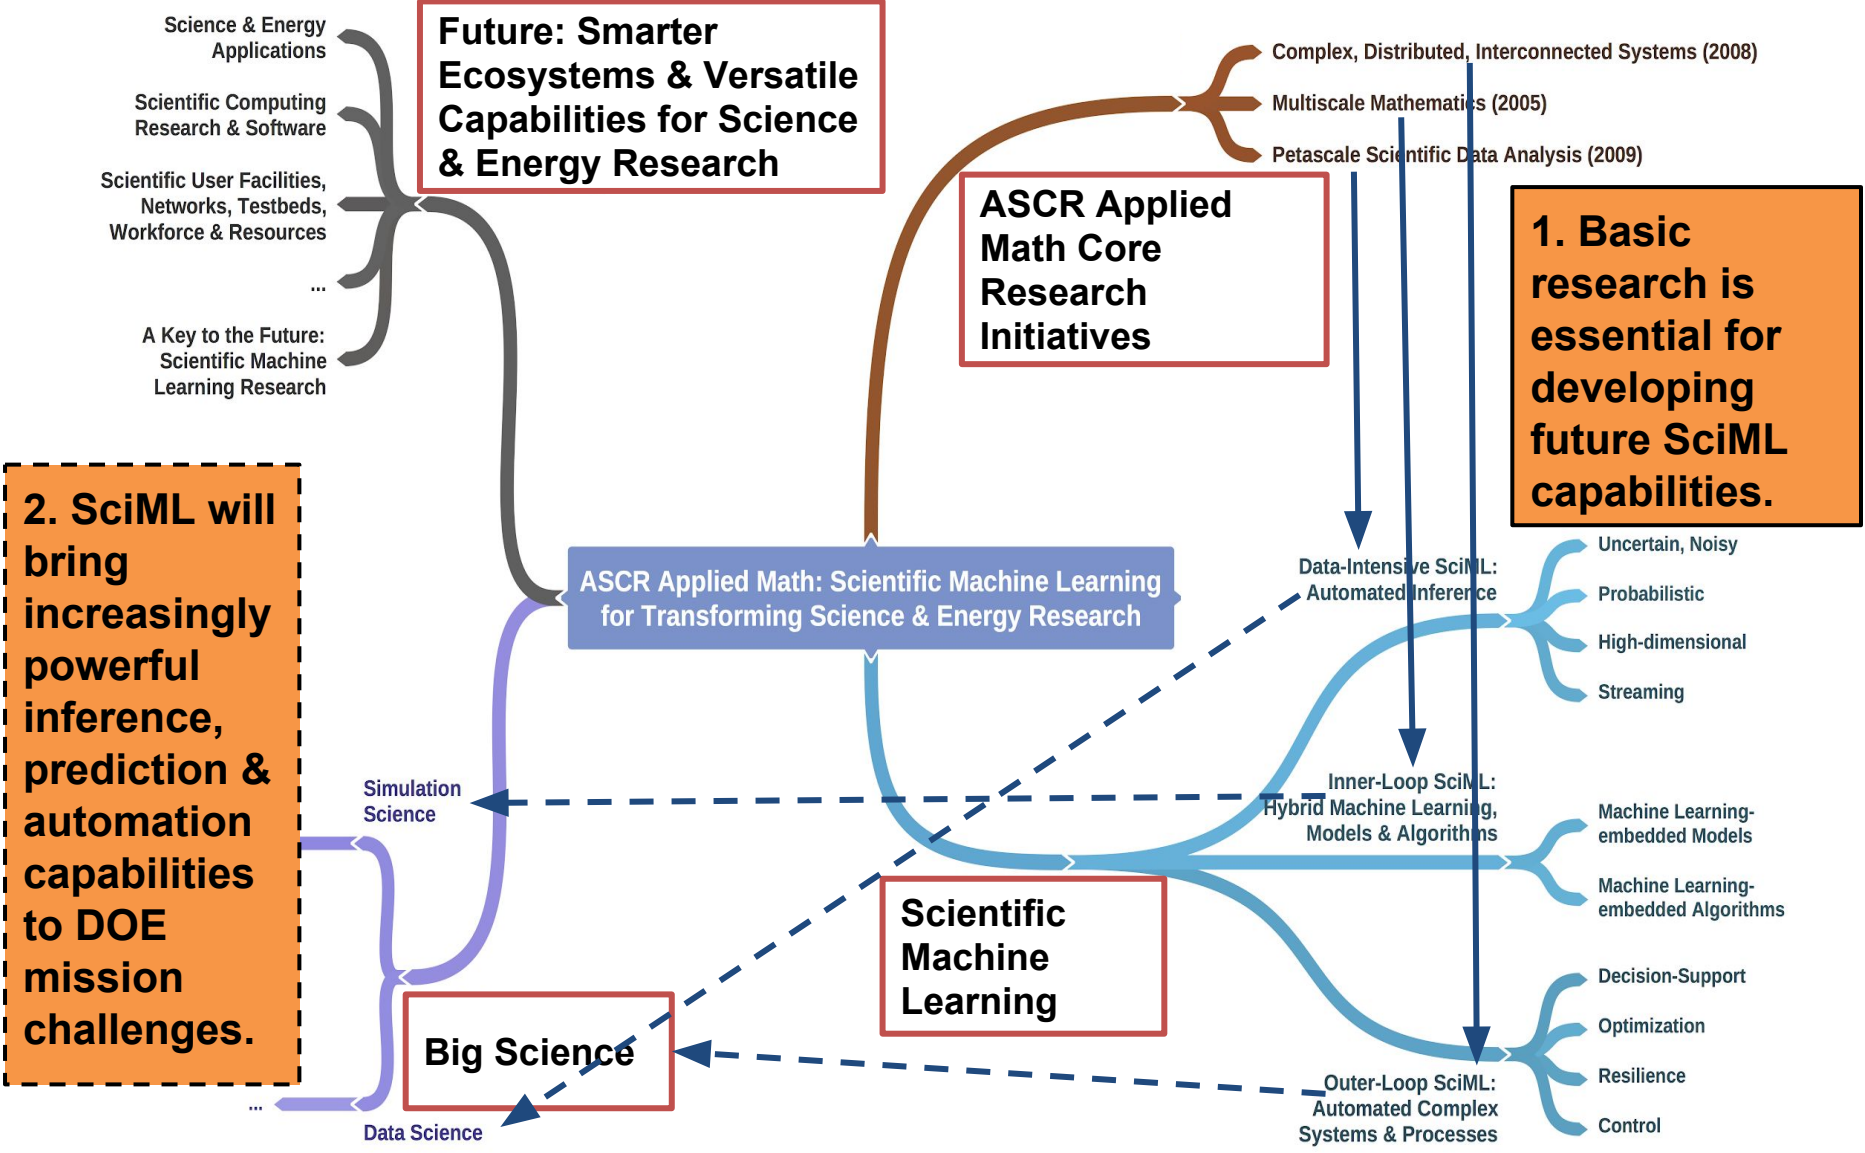 Science & Energy
Applications
Scientific Computing
Research & Software
Scientific User Facilities,
Networks, Testbeds,
Workforce & Resources
...
A Key to the Future:
Scientific Machine
Learning Research
Future: Smarter
Ecosystems & Versatile
Capabilities for Science
& Energy Research
Complex, Distributed, Interconnected Systems (2008)
Multiscale Mathematics (2005)
Petascale Scientific Data Analysis (2009)
ASCR Applied
Math Core
Research
Initiatives
1. Basic
research is
essential for
developing
future SciML
capabilities.
2. SciML will
bring
increasingly
powerful
inference,
prediction &
automation
capabilities
to DOE
mission
challenges.
ASCR Applied Math: Scientific Machine Learning
for Transforming Science & Energy Research
Data-Intensive SciML:
Automated Inference
Uncertain, Noisy
Probabilistic
High-dimensional
Streaming
Simulation
Science
Inner-Loop SciML:
Hybrid Machine Learning,
Models & Algorithms
Machine Learning-
embedded Models
Machine Learning-
embedded Algorithms
Scientific
Machine
Learning
Big Science
...
Data Science
Outer-Loop SciML:
Automated Complex
Systems & Processes
Decision-Support
Optimization
Resilience
Control